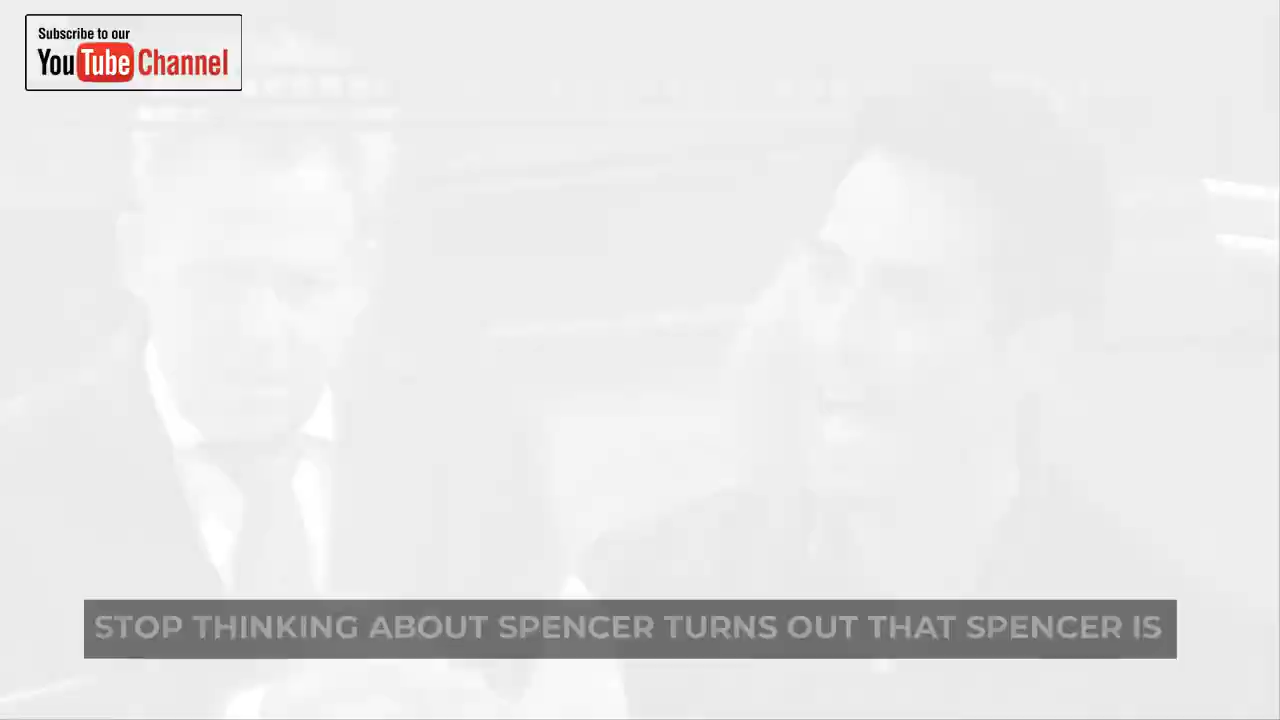 Subscribe to our
YouTube Channel
STOP THINKING ABOUT SPENCER TURNS OUT THAT SPENCER IS